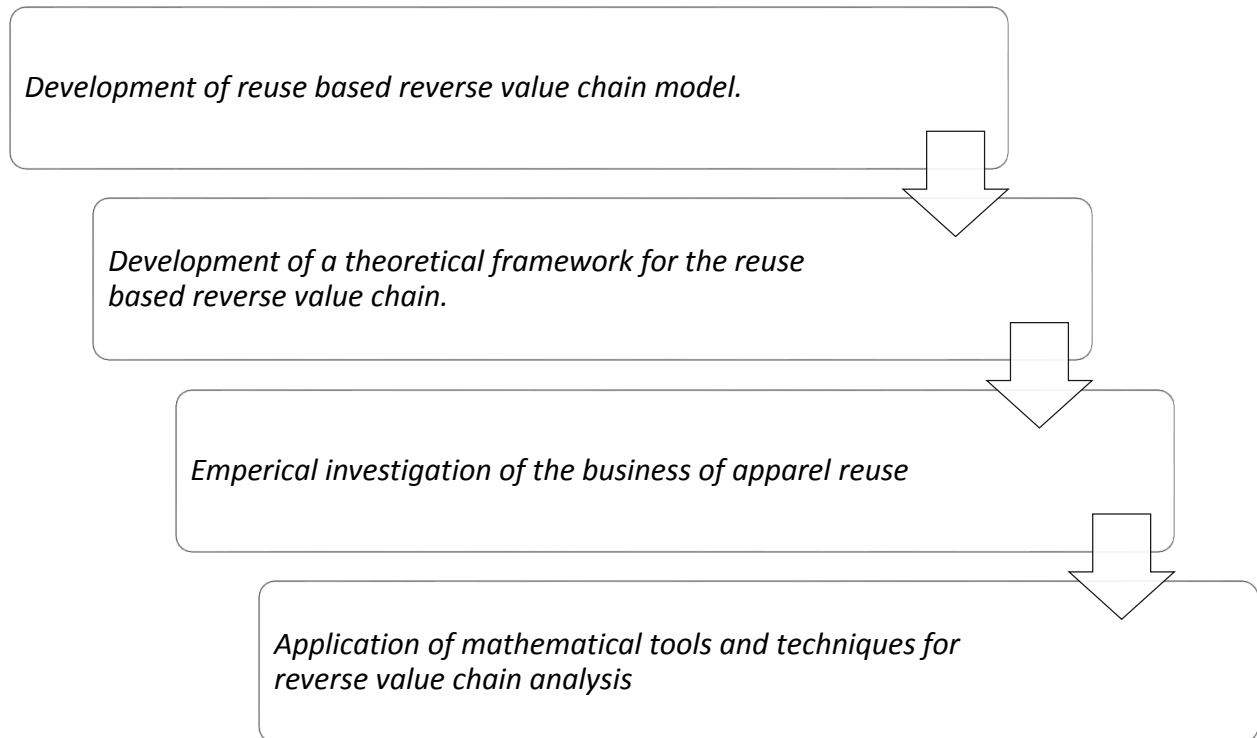 Development of reuse based reverse value chain model.
Development of a theoretical framework for the reuse
based reverse value chain.
Emperical investigation of the business of apparel reuse
Application of mathematical tools and techniques for
reverse value chain analysis